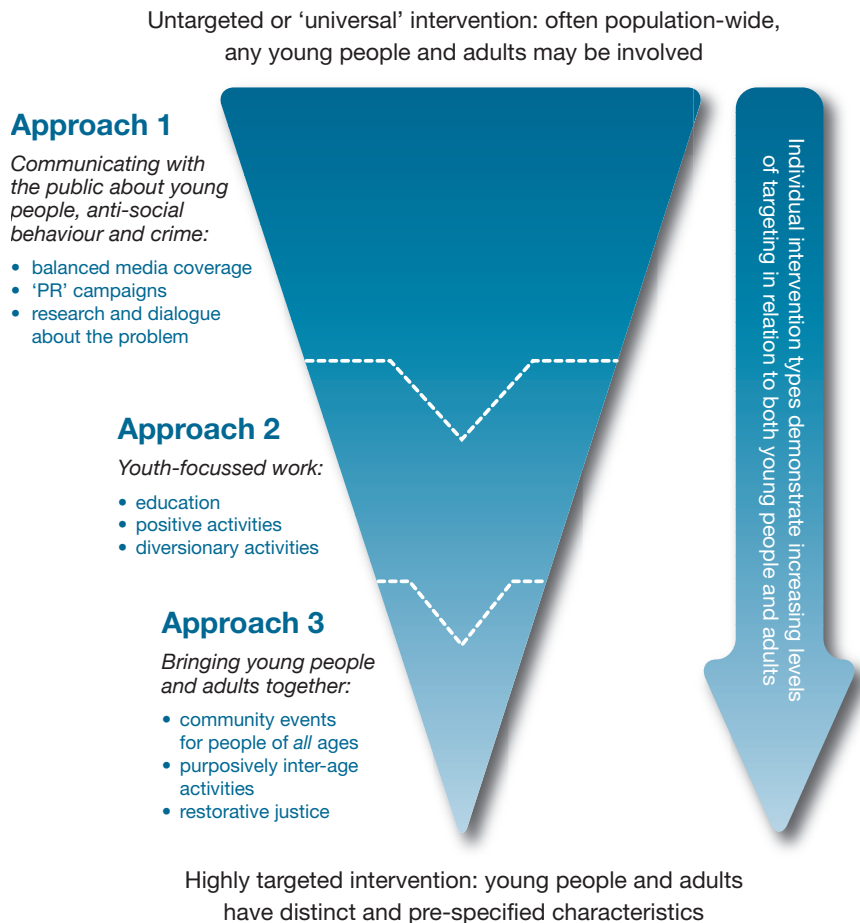 Untargeted or ‘universal’ intervention: often population-wide,
any young people and adults may be involved
Approach 1
Communicating with
the public about young
people, anti-social
behaviour and crime:
• balanced media coverage
• ‘PR’ campaigns
• research and dialogue
about the problem
Approach 2
Youth-focussed work:
• education
• positive activities
• diversionary activities
Approach 3
Bringing young people
and adults together:
• community events
for people of all ages
• purposively inter-age
activities
• restorative justice
Individual intervention types demonstrate increasing levels
of targeting in relation to both young people and adults
Highly targeted intervention: young people and adults
have distinct and pre-specified characteristics